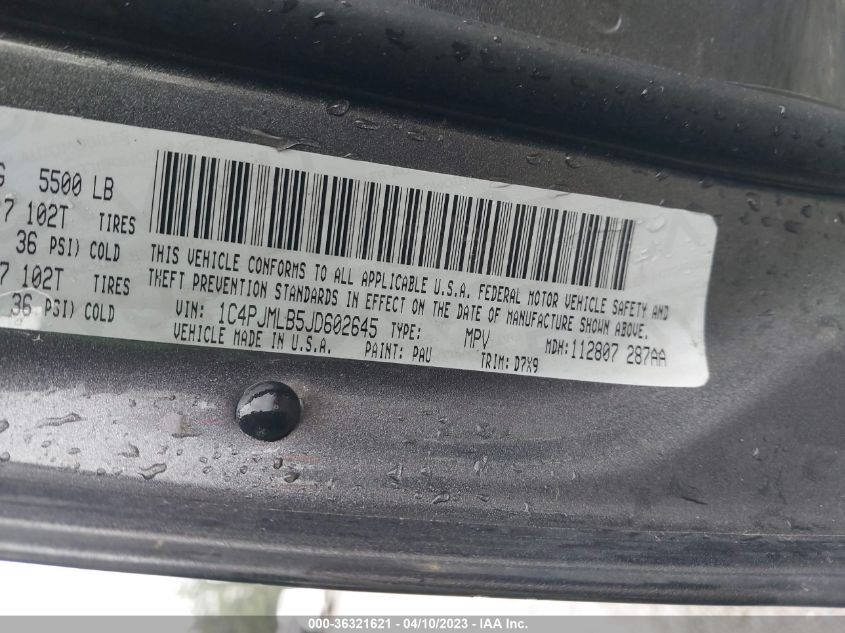 G 5500 LB
7 102T TIRES
36 PSI) COLD
7 102T TIRES
36 PSI) COLD
THIS VEHICLE CONFORMS TO ALL APPLICABLE U.S.A. FEDERAL MOTOR VEHICLE SAFETY AND
THEFT PREVENTION STANDARDS IN EFFECT ON THE DATE OF MANUFACTURE SHOWN ABOVE.
VIN: 1C4PJMLB5JD602645 TYPE: MPV MDH:112807 287AA
VEHICLE MADE IN U.S.A. PAINT: PAU TRIM: D7X9
000-36321621 - 04/10/2023 - IAA Inc.